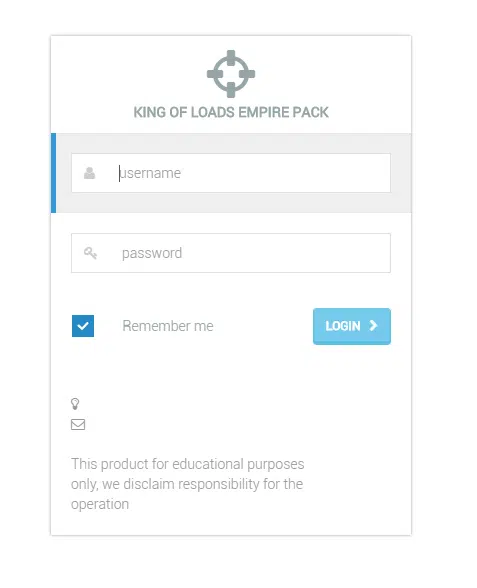 KING OF LOADS EMPIRE PACK
username
password
Remember me
LOGIN
This product for educational purposes
only, we disclaim responsibility for the
operation